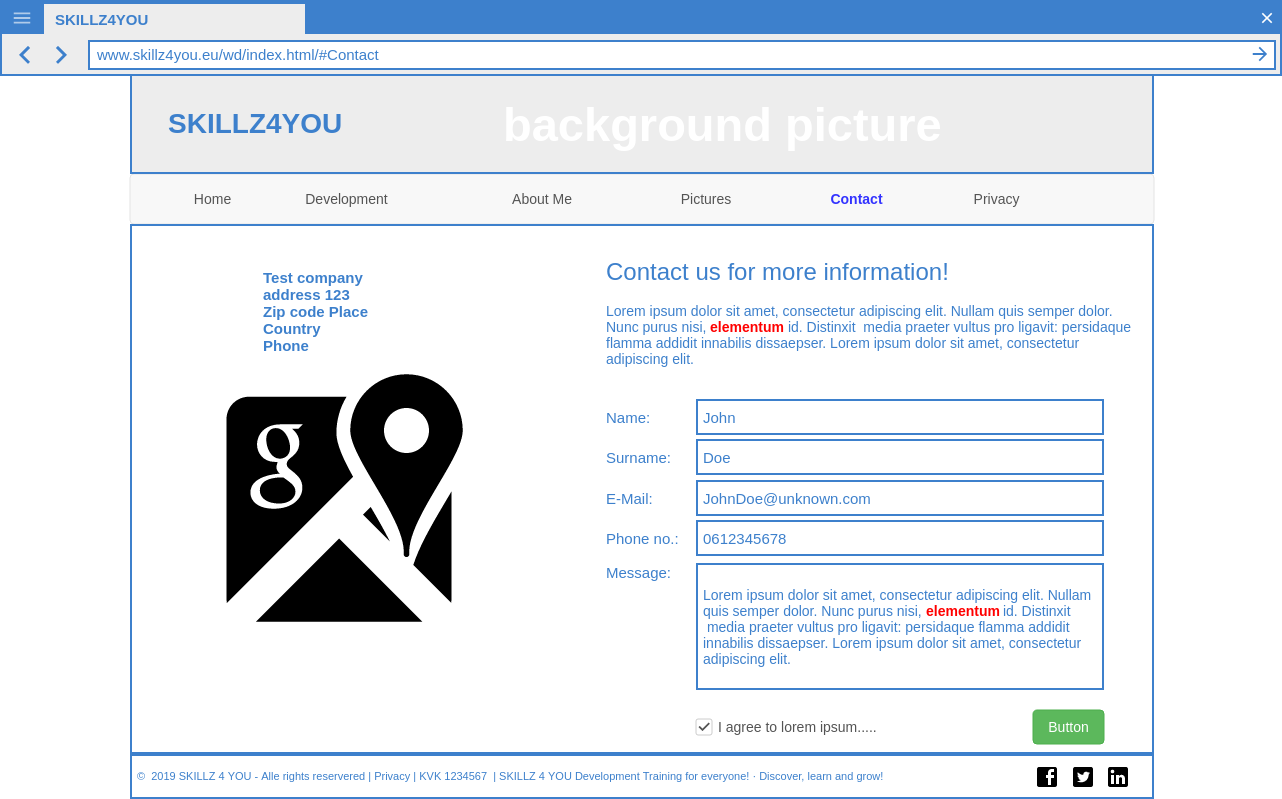 SKILLZ4YOU
www.skillz4you.eu/wd/index.html/#Contact
SKILLZ4YOU
background picture
Home Development About Me Pictures Contact Privacy
Test company
address 123
Zip code Place
Country
Phone
g
Contact us for more information!
Lorem ipsum dolor sit amet, consectetur adipiscing elit. Nullam quis semper dolor.
Nunc purus nisi, elementum id. Distinxit  media praeter vultus pro ligavit: persidaque
flamma addidit innabilis dissaepser. Lorem ipsum dolor sit amet, consectetur
adipiscing elit.
Name: John
Surname: Doe
E-Mail: JohnDoe@unknown.com
Phone no.: 0612345678
Message:
Lorem ipsum dolor sit amet, consectetur adipiscing elit. Nullam
quis semper dolor. Nunc purus nisi, elementum id. Distinxit
media praeter vultus pro ligavit: persidaque flamma addidit
innabilis dissaepser. Lorem ipsum dolor sit amet, consectetur
adipiscing elit.
I agree to lorem ipsum..... Button
©  2019 SKILLZ 4 YOU - Alle rights reservered | Privacy | KVK 1234567  | SKILLZ 4 YOU Development Training for everyone! · Discover, learn and grow!